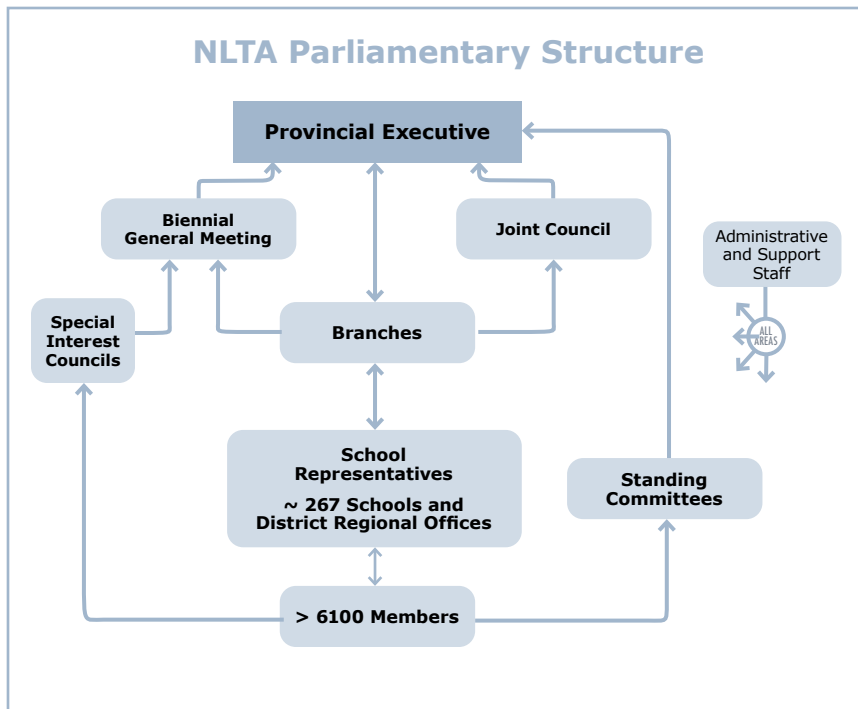 NLTA Parliamentary Structure
Provincial Executive
Biennial
General Meeting
Joint Council
Administrative
and Support
Staff
ALL
AREAS
Special
Interest
Councils
Branches
School
Representatives
~ 267 Schools and
District Regional Offices
Standing
Committees
> 6100 Members